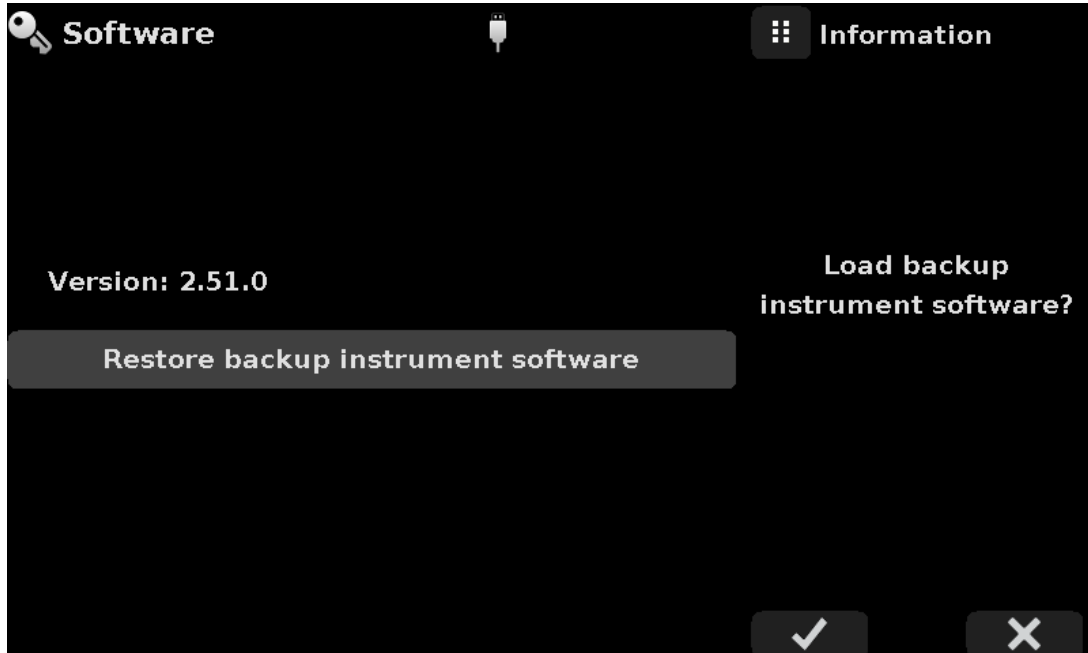 Software
Information
Version: 2.51.0
Load backup
instrument software?
Restore backup instrument software